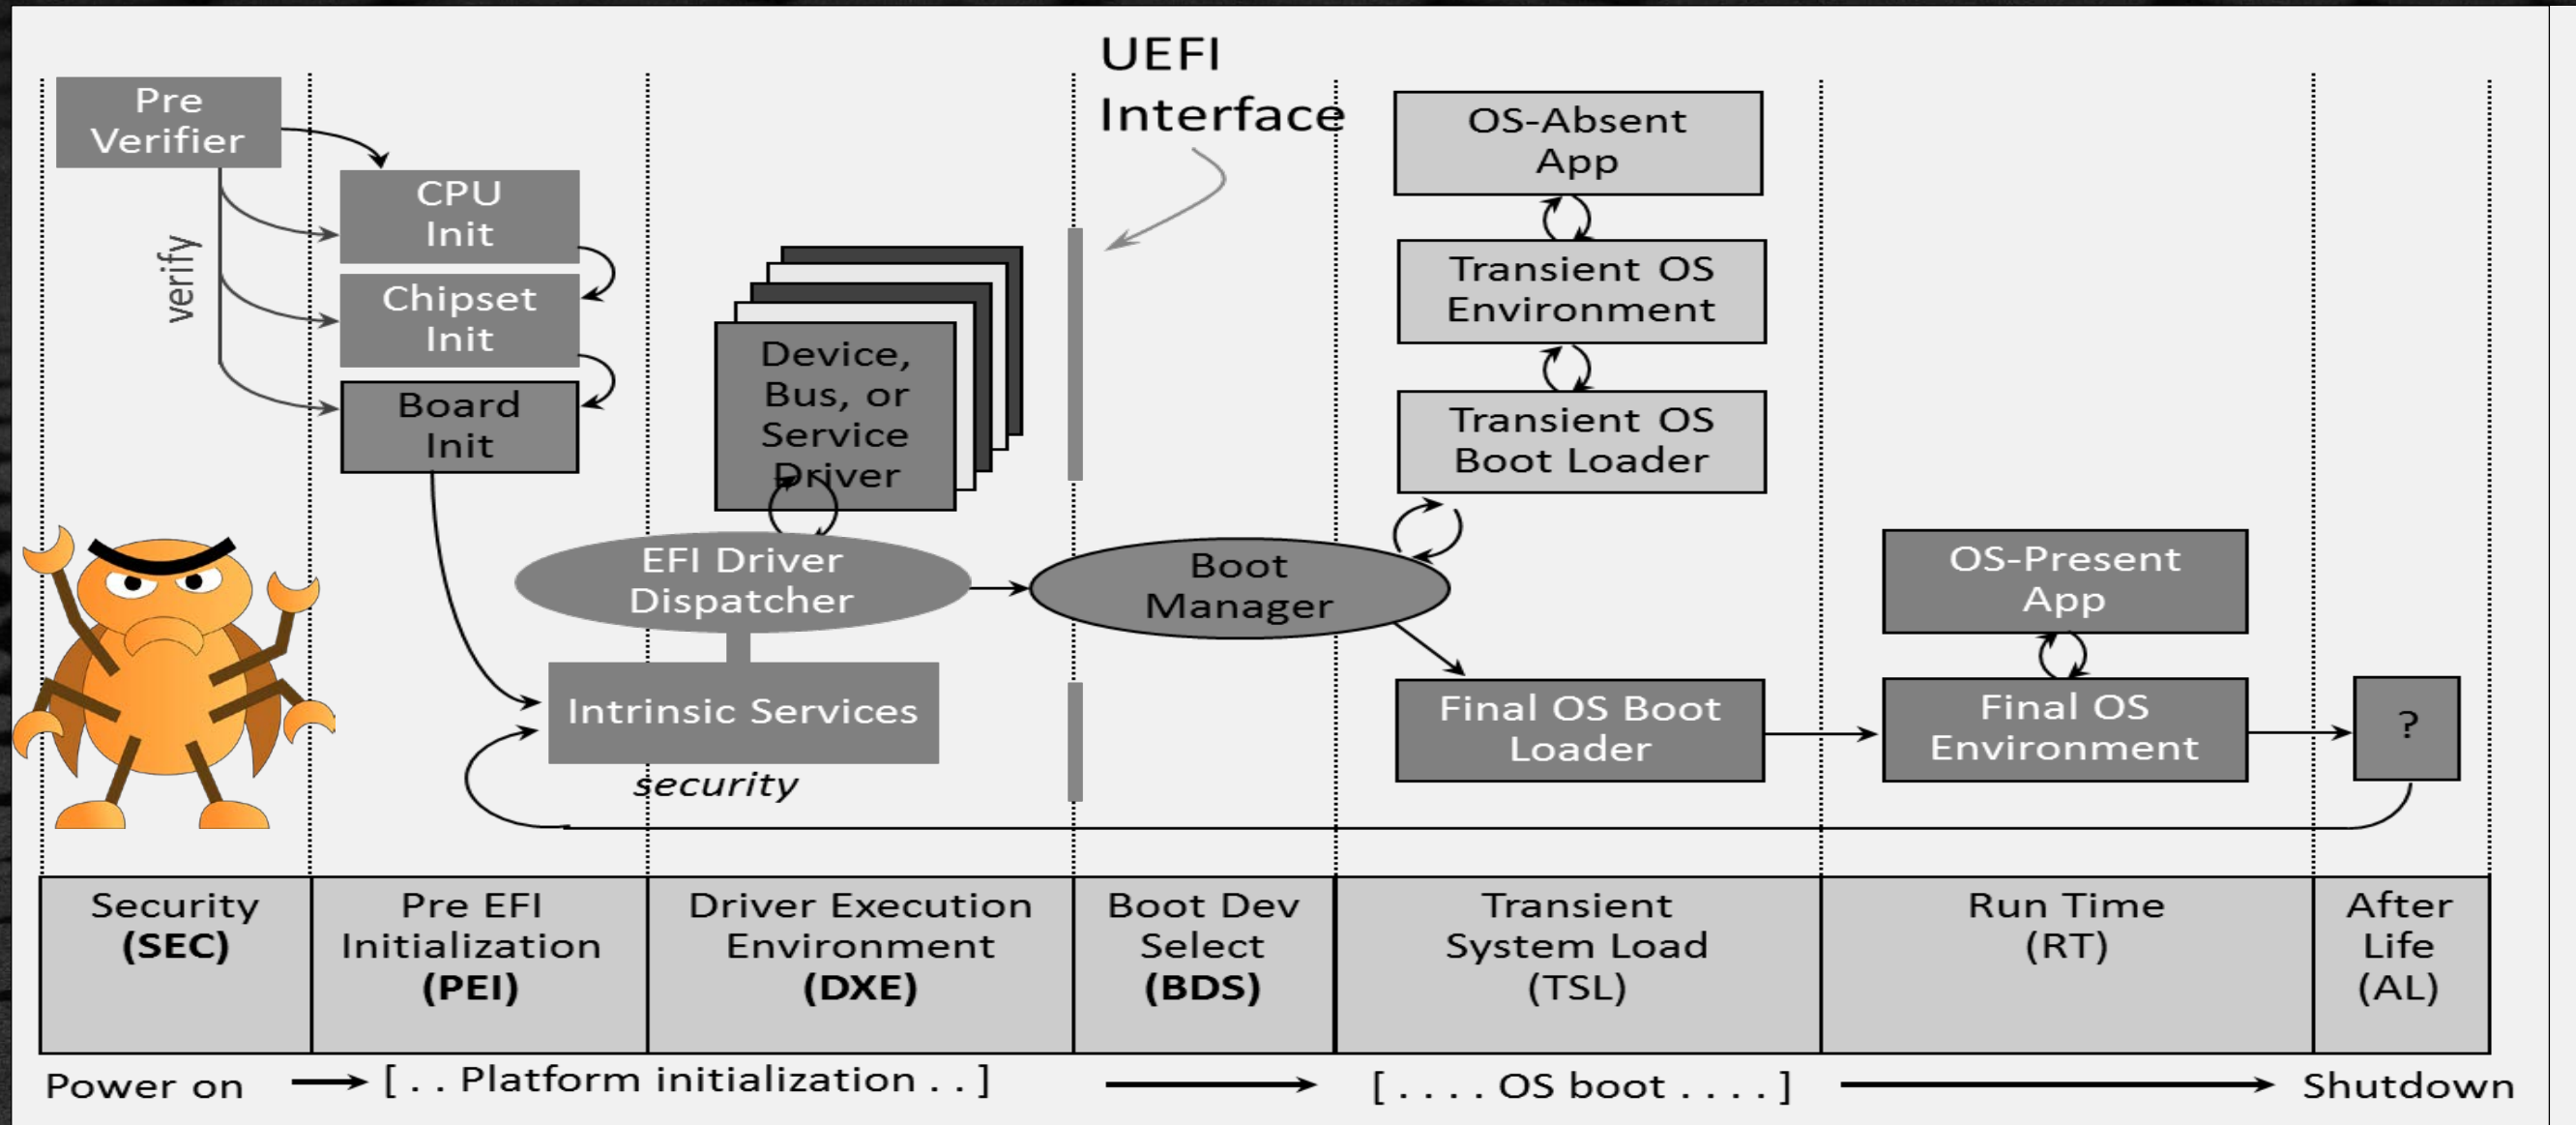 UEFI
Interface
Pre
Verifier
verify
CPU
Init
Chipset
Init
Board
Init
Device,
Bus, or
Service
Driver
EFI Driver
Dispatcher
Intrinsic Services
security
Boot
Manager
OS-Absent
App
Transient OS
Environment
Transient OS
Boot Loader
Final OS Boot
Loader
OS-Present
App
Final OS
Environment
?
Security
(SEC)
Pre EFI
Initialization
(PEI)
Driver Execution
Environment
(DXE)
Boot Dev
Select
(BDS)
Transient
System Load
(TSL)
Run Time
(RT)
After
Life
(AL)
Power on
[ . . Platform initialization . . ]
[ . . . . OS boot . . . . ]
Shutdown